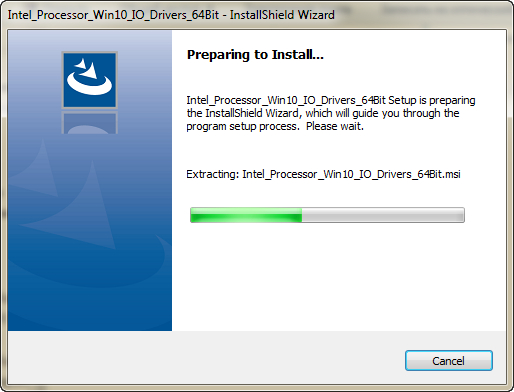 Intel_Processor_Win10_IO_Drivers_64Bit - InstallShield Wizard
Preparing to Install...
Intel_Processor_Win10_IO_Drivers_64Bit Setup is preparing
the InstallShield Wizard, which will guide you through the
program setup process.  Please wait.
Extracting: Intel_Processor_Win10_IO_Drivers_64Bit.msi
Cancel